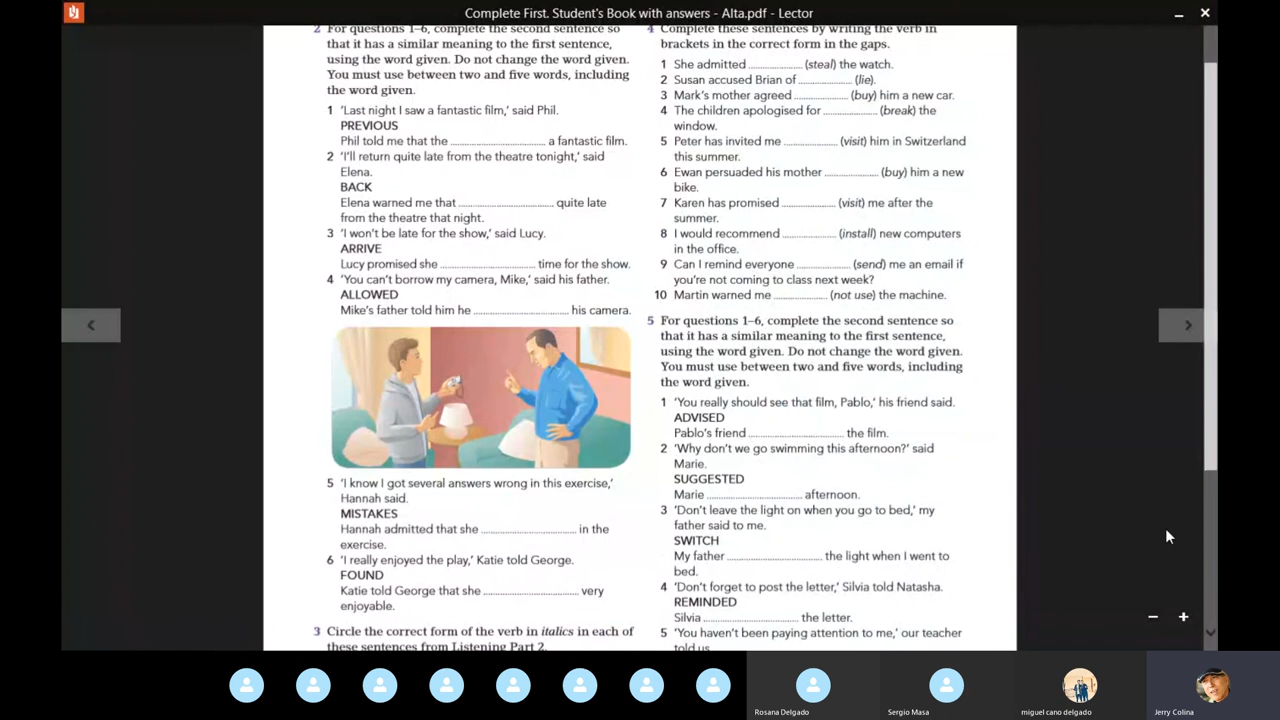 Complete First. Student's Book with answers - Alta.pdf - Lector
2 For questions 1–6, complete the second sentence so
that it has a similar meaning to the first sentence,
using the word given. Do not change the word given.
You must use between two and five words, including
the word given.
1 'Last night I saw a fantastic film,' said Phil.
PREVIOUS
Phil told me that the .............................. a fantastic film.
2 'I'll return quite late from the theatre tonight,' said
Elena.
BACK
Elena warned me that .............................. quite late
from the theatre that night.
3 'I won't be late for the show,' said Lucy.
ARRIVE
Lucy promised she .............................. time for the show.
4 'You can't borrow my camera, Mike,' said his father.
ALLOWED
Mike's father told him he .............................. his camera.
5 'I know I got several answers wrong in this exercise,'
Hannah said.
MISTAKES
Hannah admitted that she .............................. in the
exercise.
6 'I really enjoyed the play,' Katie told George.
FOUND
Katie told George that she .............................. very
enjoyable.
3 Circle the correct form of the verb in italics in each of
these sentences from Listening Part 2.
4 Complete these sentences by writing the verb in
brackets in the correct form in the gaps.
1 She admitted ................. (steal) the watch.
2 Susan accused Brian of ................. (lie).
3 Mark's mother agreed ................. (buy) him a new car.
4 The children apologised for ................. (break) the
window.
5 Peter has invited me ................. (visit) him in Switzerland
this summer.
6 Ewan persuaded his mother ................. (buy) him a new
bike.
7 Karen has promised ................. (visit) me after the
summer.
8 I would recommend ................. (install) new computers
in the office.
9 Can I remind everyone ................. (send) me an email if
you're not coming to class next week?
10 Martin warned me ................. (not use) the machine.
5 For questions 1–6, complete the second sentence so
that it has a similar meaning to the first sentence,
using the word given. Do not change the word given.
You must use between two and five words, including
the word given.
1 'You really should see that film, Pablo,' his friend said.
ADVISED
Pablo's friend .............................. the film.
2 'Why don't we go swimming this afternoon?' said
Marie.
SUGGESTED
Marie .............................. afternoon.
3 'Don't leave the light on when you go to bed,' my
father said to me.
SWITCH
My father .............................. the light when I went to
bed.
4 'Don't forget to post the letter,' Silvia told Natasha.
REMINDED
Silvia .............................. the letter.
5 'You haven't been paying attention to me,' our teacher
told us.
Rosana Delgado
Sergio Masa
miguel cano delgado
Jerry Colina